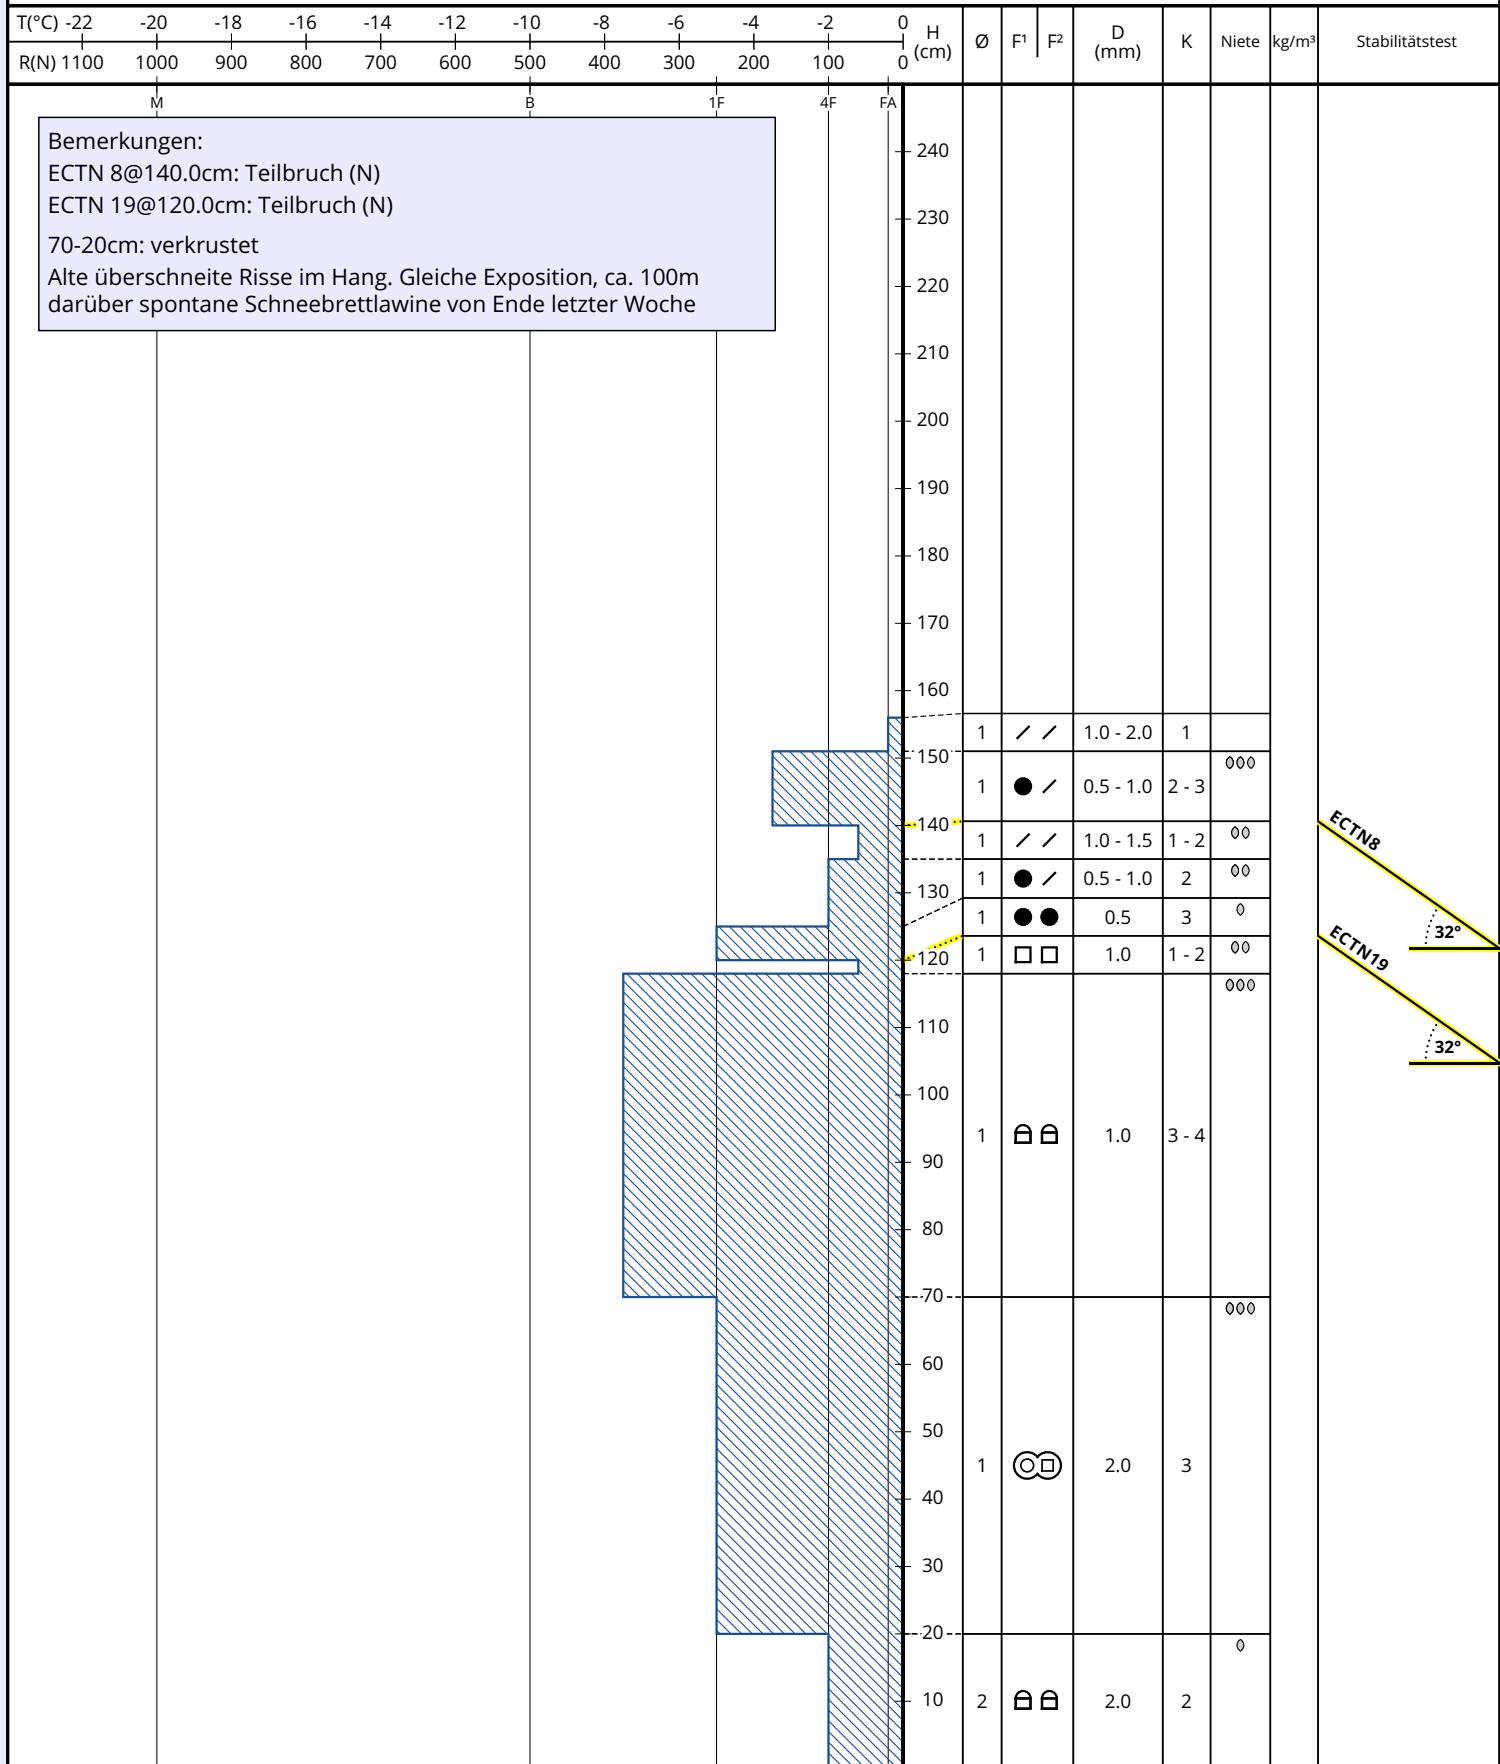 T(°C) -22 -20 -18 -16 -14 -12 -10 -8 -6 -4 -2 0
R(N) 1100 1000 900 800 700 600 500 400 300 200 100 0
H (cm) Ø F¹ F² D (mm) K Niete kg/m³ Stabilitätstest
M B 1F 4F FA
Bemerkungen:
ECTN 8@140.0cm: Teilbruch (N)
ECTN 19@120.0cm: Teilbruch (N)
70-20cm: verkrustet
Alte überschneite Risse im Hang. Gleiche Exposition, ca. 100m
darüber spontane Schneebrettlawine von Ende letzter Woche
240
230
220
210
200
190
180
170
160
1 1.0 - 2.0 1
150
1 0.5 - 1.0 2 - 3
140
1 1.0 - 1.5 1 - 2
ECTN8
1 0.5 - 1.0 2
130
1 0.5 3
32°
120
1 1.0 1 - 2
ECTN19
110
32°
100
1 1.0 3 - 4
90
80
70
60
50
1 2.0 3
40
30
20
10
2 2.0 2